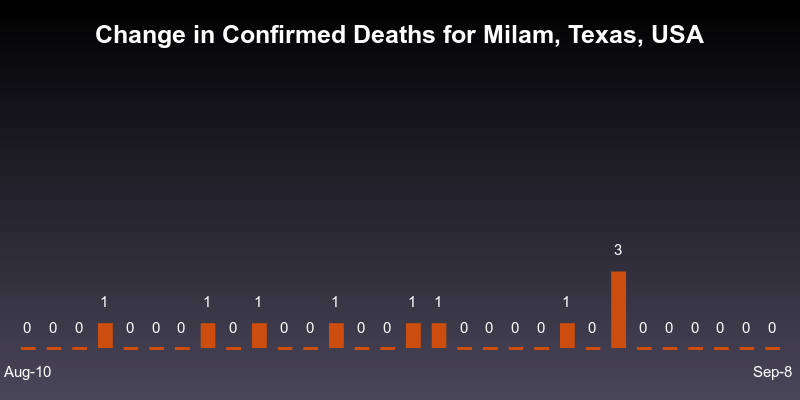 Change in Confirmed Deaths for Milam, Texas, USA
3
1 1 1 1 1 1 1
0 0 0 0 0 0 0 0 0 0 0 0 0 0 0 0 0 0 0 0 0 0
Aug-10 Sep-8